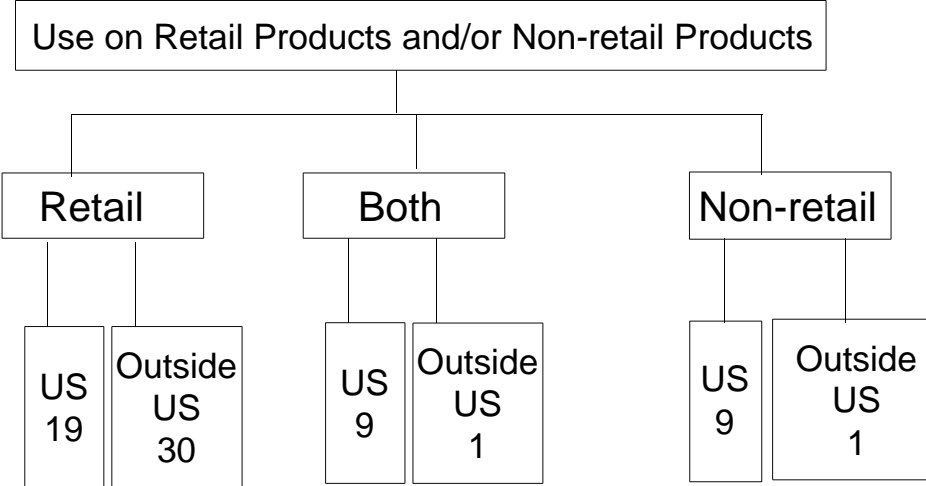 Use on Retail Products and/or Non-retail Products
Retail
Both
Non-retail
US
19
Outside
US
30
US
9
Outside
US
1
US
9
Outside
US
1